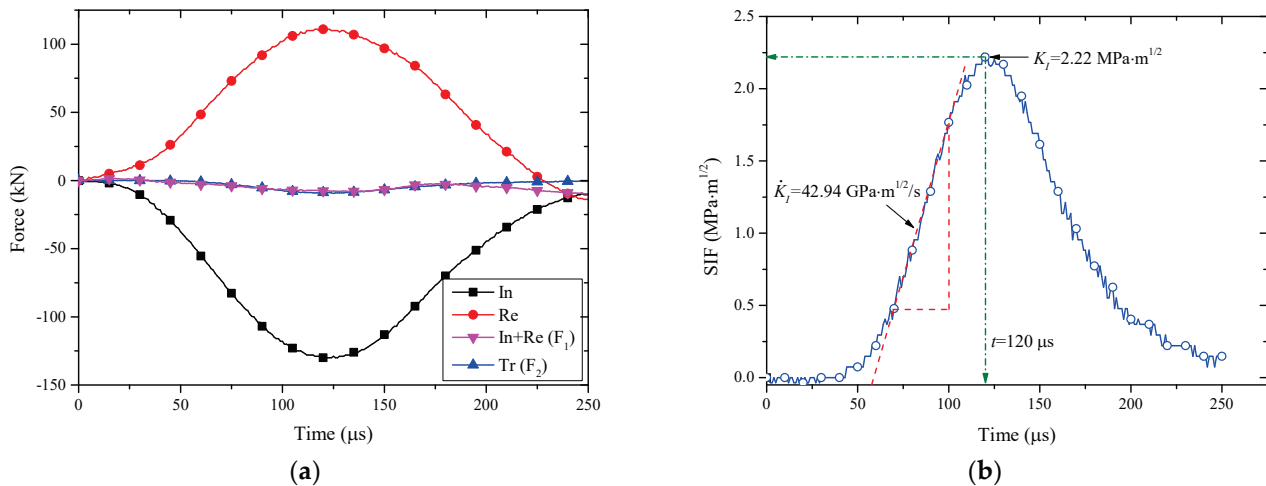 100
50
0
-50
-100
-150
Force (kN)
0
50
100
150
200
250
Time (μs)
In
Re
In+Re (F₁)
Tr (F₂)
(a)
2.5
2.0
1.5
1.0
0.5
0.0
SIF (MPa·m¹/²)
K_I=2.22 MPa·m¹/²
K̇_I=42.94 GPa·m¹/²/s
t=120 μs
0
50
100
150
200
250
Time (μs)
(b)